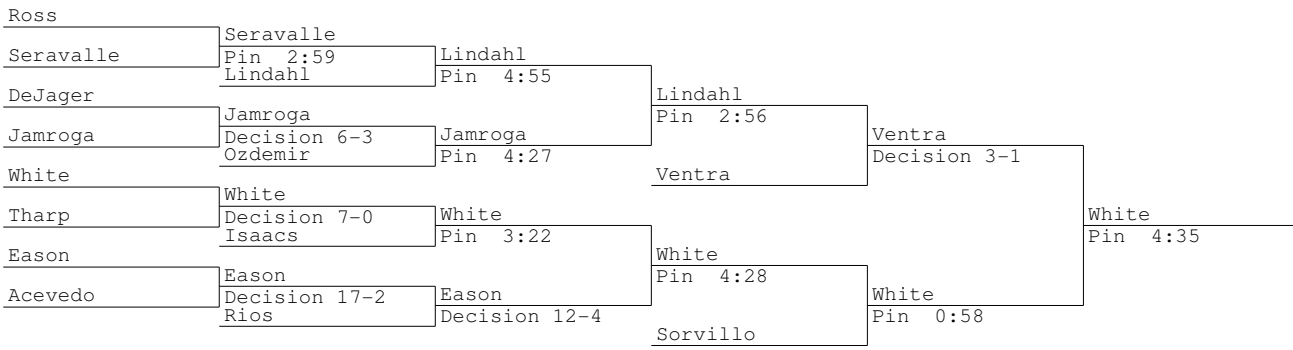 Ross
Seravalle
DeJager
Jamroga
White
Tharp
Eason
Acevedo
Seravalle
Pin 2:59
Lindahl
Jamroga
Decision 6-3
Ozdemir
White
Decision 7-0
Isaacs
Eason
Decision 17-2
Rios
Lindahl
Pin 4:55
Jamroga
Pin 4:27
White
Pin 3:22
Eason
Decision 12-4
Lindahl
Pin 2:56
Ventra
White
Pin 4:28
Sorvillo
Ventra
Decision 3-1
White
Pin 0:58
White
Pin 4:35